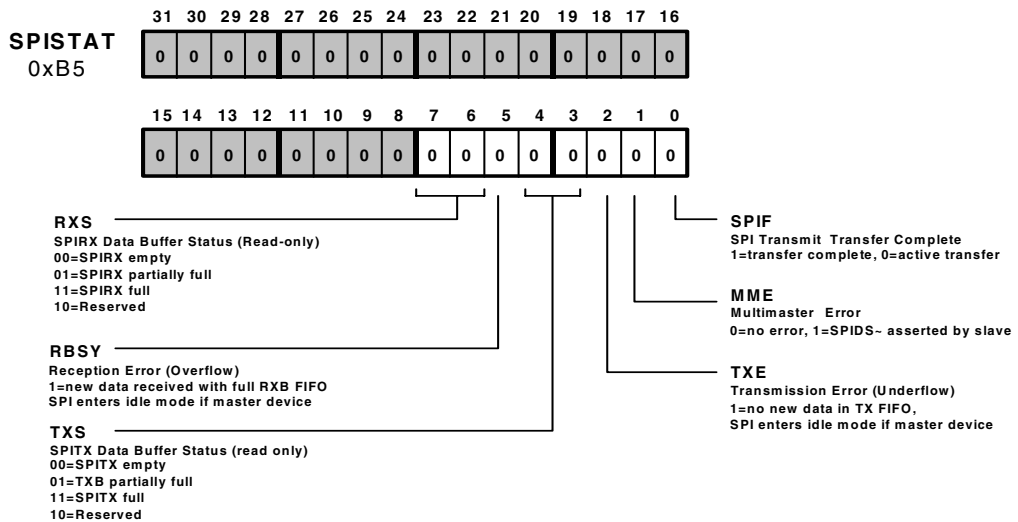 31 30 29 28 27 26 25 24 23 22 21 20 19 18 17 16
SPISTAT
0xB5
0 0 0 0 0 0 0 0 0 0 0 0 0 0 0 0
15 14 13 12 11 10 9 8 7 6 5 4 3 2 1 0
0 0 0 0 0 0 0 0 0 0 0 0 0 0 0 0
RXS
SPIRX Data Buffer Status (Read-only)
00=SPIRX empty
01=SPIRX partially full
11=SPIRX full
10=Reserved
RBSY
Reception Error (Overflow)
1=new data received with full RXB FIFO
SPI enters idle mode if master device
TXS
SPITX Data Buffer Status (read only)
00=SPITX empty
01=TXB partially full
11=SPITX full
10=Reserved
SPIF
SPI Transmit Transfer Complete
1=transfer complete, 0=active transfer
MME
Multimaster Error
0=no error, 1=SPIDS~ asserted by slave
TXE
Transmission Error (Underflow)
1=no new data in TX FIFO,
SPI enters idle mode if master device